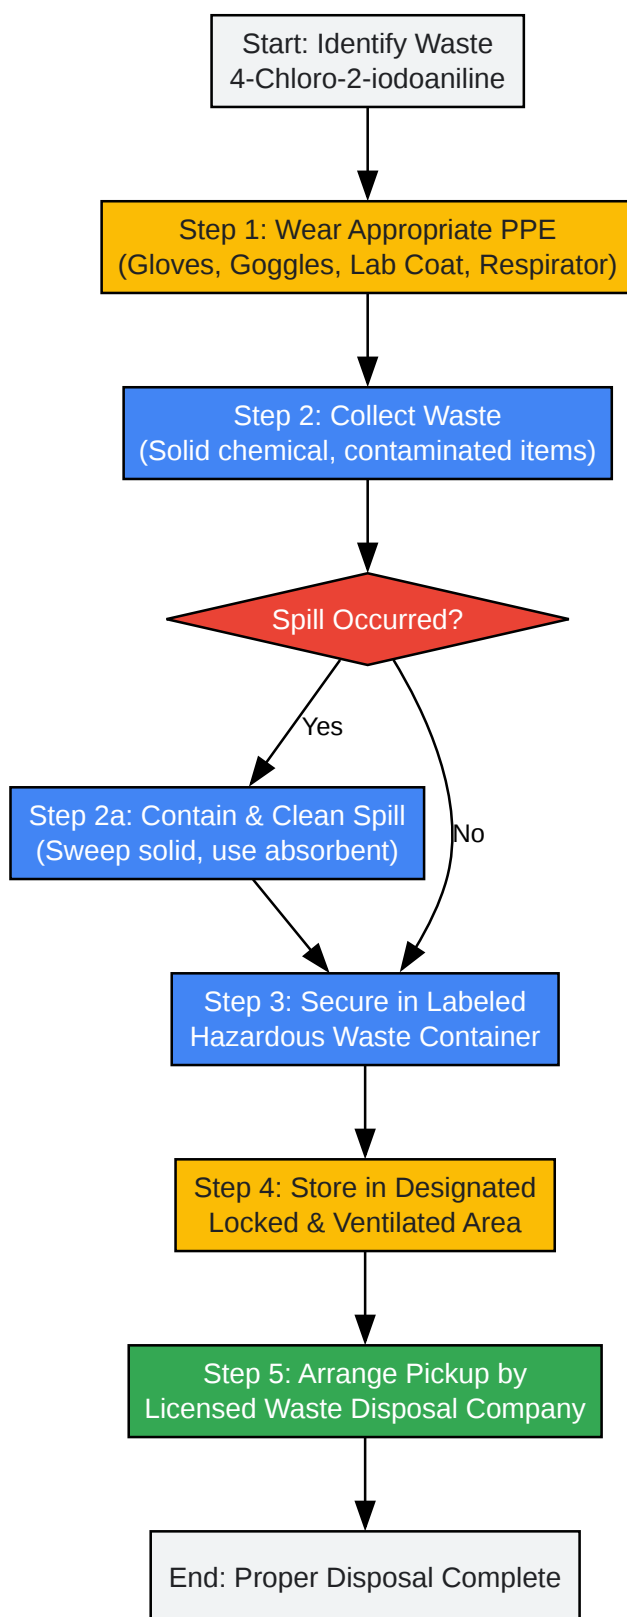 Start: Identify Waste
4-Chloro-2-iodoaniline
Step 1: Wear Appropriate PPE
(Gloves, Goggles, Lab Coat, Respirator)
Step 2: Collect Waste
(Solid chemical, contaminated items)
Spill Occurred?
Yes
Step 2a: Contain & Clean Spill
(Sweep solid, use absorbent)
No
Step 3: Secure in Labeled
Hazardous Waste Container
Step 4: Store in Designated
Locked & Ventilated Area
Step 5: Arrange Pickup by
Licensed Waste Disposal Company
End: Proper Disposal Complete